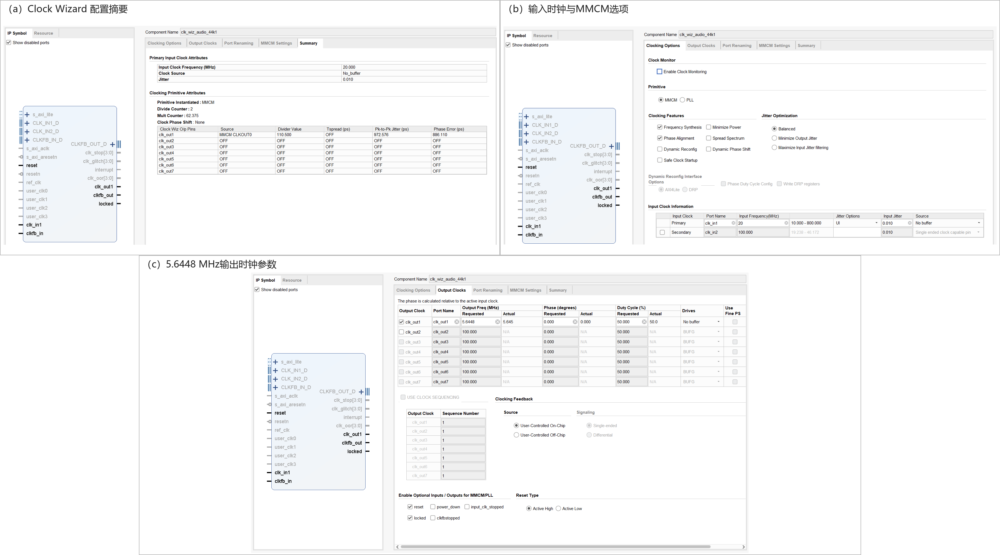 （a）Clock Wizard 配置摘要
IP Symbol Resource
Show disabled ports
s_axi_lite
CLK_IN1_D
CLK_IN2_D
CLKFB_IN_D
s_axi_aclk
s_axi_aresetn
reset
resetn
ref_clk
user_clk0
user_clk1
user_clk2
user_clk3
clk_in1
clkfb_in
CLKFB_OUT_D
clk_stop[3:0]
clk_glitch[3:0]
interrupt
clk_oor[3:0]
clk_out1
clkfb_out
locked
Component Name clk_wiz_audio_44k1
Clocking Options Output Clocks Port Renaming MMCM Settings Summary
Primary Input Clock Attributes
Input Clock Frequency (MHz) 20.000
Clock Source No_buffer
Jitter 0.010
Clocking Primitive Attributes
Primitive Instantiated : MMCM
Divide Counter : 2
Mult Counter : 62.375
Clock Phase Shift : None
Clock Wiz O/p Pins Source Divider Value Tspread (ps) Pk-to-Pk Jitter (ps) Phase Error (ps)
clk_out1 MMCM CLKOUT0 110.500 OFF 972.576 886.110
clk_out2 OFF OFF OFF OFF OFF
clk_out3 OFF OFF OFF OFF OFF
clk_out4 OFF OFF OFF OFF OFF
clk_out5 OFF OFF OFF OFF OFF
clk_out6 OFF OFF OFF OFF OFF
clk_out7 OFF OFF OFF OFF OFF
（b）输入时钟与MMCM选项
IP Symbol Resource
Show disabled ports
s_axi_lite
CLK_IN1_D
CLK_IN2_D
CLKFB_IN_D
s_axi_aclk
s_axi_aresetn
reset
resetn
ref_clk
user_clk0
user_clk1
user_clk2
user_clk3
clk_in1
clkfb_in
CLKFB_OUT_D
clk_stop[3:0]
clk_glitch[3:0]
interrupt
clk_oor[3:0]
clk_out1
clkfb_out
locked
Component Name clk_wiz_audio_44k1
Clocking Options Output Clocks Port Renaming MMCM Settings Summary
Clock Monitor
Enable Clock Monitoring
Primitive
MMCM PLL
Clocking Features Jitter Optimization
Frequency Synthesis Minimize Power Balanced
Phase Alignment Spread Spectrum Minimize Output Jitter
Dynamic Reconfig Dynamic Phase Shift Maximize Input Jitter filtering
Safe Clock Startup
Dynamic Reconfig Interface
Options
Phase Duty Cycle Config Write DRP registers
AXI4Lite DRP
Input Clock Information
Input Clock Port Name Input Frequency(MHz) Jitter Options Input Jitter Source
Primary clk_in1 20 10.000 - 800.000 UI 0.010 No buffer
Secondary clk_in2 100.000 19.238 - 46.172 0.010 Single ended clock capable pin
（c）5.6448 MHz输出时钟参数
IP Symbol Resource
Show disabled ports
s_axi_lite
CLK_IN1_D
CLK_IN2_D
CLKFB_IN_D
s_axi_aclk
s_axi_aresetn
reset
resetn
ref_clk
user_clk0
user_clk1
user_clk2
user_clk3
clk_in1
clkfb_in
CLKFB_OUT_D
clk_stop[3:0]
clk_glitch[3:0]
interrupt
clk_oor[3:0]
clk_out1
clkfb_out
locked
Component Name clk_wiz_audio_44k1
Clocking Options Output Clocks Port Renaming MMCM Settings Summary
The phase is calculated relative to the active input clock.
Output Clock Port Name Output Freq (MHz) Phase (degrees) Duty Cycle (%) Drives Use
Requested Actual Requested Actual Requested Actual Fine PS
clk_out1 clk_out1 5.6448 5.645 0.000 0.000 50.000 50.0 No buffer
clk_out2 clk_out2 100.000 N/A 0.000 N/A 50.000 N/A BUFG
clk_out3 clk_out3 100.000 N/A 0.000 N/A 50.000 N/A BUFG
clk_out4 clk_out4 100.000 N/A 0.000 N/A 50.000 N/A BUFG
clk_out5 clk_out5 100.000 N/A 0.000 N/A 50.000 N/A BUFG
clk_out6 clk_out6 100.000 N/A 0.000 N/A 50.000 N/A BUFG
clk_out7 clk_out7 100.000 N/A 0.000 N/A 50.000 N/A BUFG
USE CLOCK SEQUENCING
Output Clock Sequence Number
clk_out1 1
clk_out2 1
clk_out3 1
clk_out4 1
clk_out5 1
clk_out6 1
clk_out7 1
Clocking Feedback
Source Signaling
User-Controlled On-Chip Single-ended
User-Controlled Off-Chip Differential
Enable Optional Inputs / Outputs for MMCM/PLL Reset Type
reset power_down input_clk_stopped Active High Active Low
locked clkfbstopped